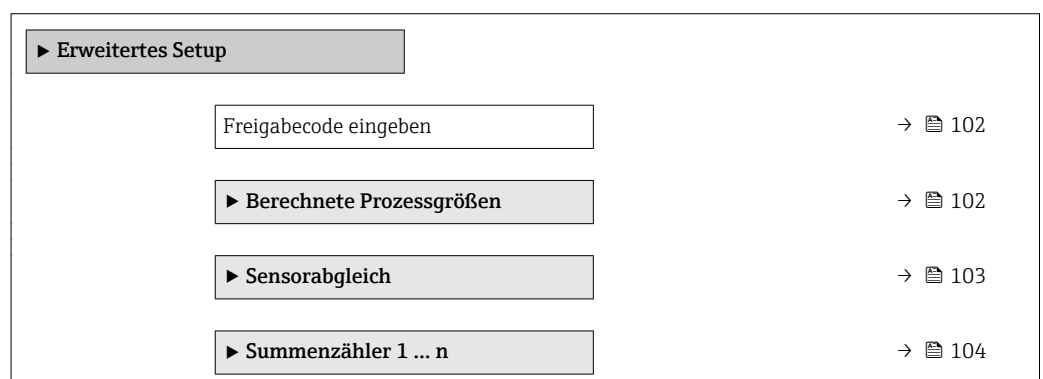 ▶ Erweitertes Setup
Freigabecode eingeben → 102
▶ Berechnete Prozessgrößen → 102
▶ Sensorabgleich → 103
▶ Summenzähler 1 ... n → 104